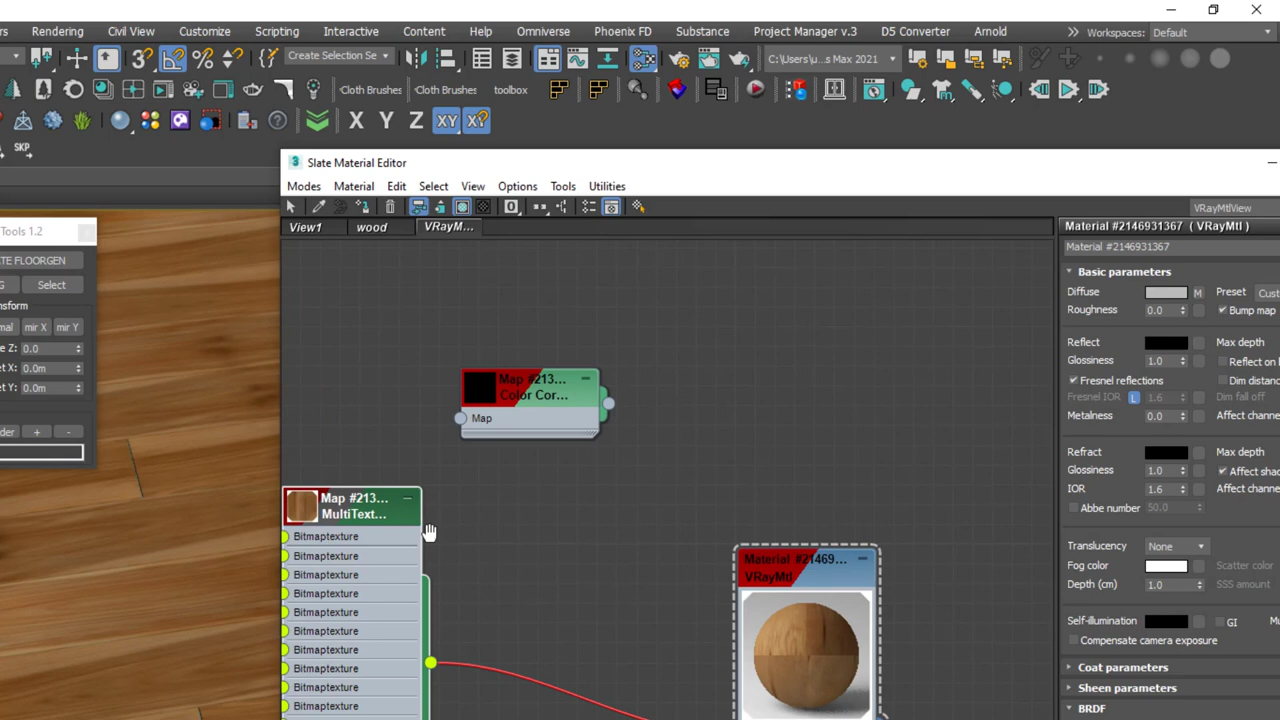 rs Rendering Civil View Customize Scripting Interactive Content Help Omniverse Phoenix FD Substance Project Manager v.3 D5 Converter Arnold Workspaces: Default
3 % Create Selection Se C:\Users\u...s Max 2021
Cloth Brushes Cloth Brushes toolbox
X Y Z XY X?
SKP
3 Slate Material Editor
Modes Material Edit Select View Options Tools Utilities
0
VRayMtlView
View1 wood VRayM...
Material #2146931367 ( VRayMtl )
Material #2146931367
Tools 1.2
TE FLOORGEN
G Select
nsform
mal mir X mir Y
e Z: 0.0
et X: 0.0m
et Y: 0.0m
der + -
Map #213...
Color Cor...
Map
Map #213...
MultiText...
Bitmaptexture
Bitmaptexture
Bitmaptexture
Bitmaptexture
Bitmaptexture
Bitmaptexture
Bitmaptexture
Bitmaptexture
Bitmaptexture
Bitmaptexture
Material #21469...
VRayMtl
Basic parameters
Diffuse M Preset Cust
Roughness 0.0 Bump map
Reflect Max depth
Glossiness 1.0 Reflect on l
Fresnel reflections Dim distanc
Fresnel IOR L 1.6 Dim fall off
Metalness 0.0 Affect chann
Refract Max depth
Glossiness 1.0 Affect shad
IOR 1.6 Affect channe
Abbe number 50.0
Translucency None
Fog color Scatter color
Depth (cm) 1.0 SSS amount
Self-illumination GI Mu
Compensate camera exposure
Coat parameters
Sheen parameters
BRDF